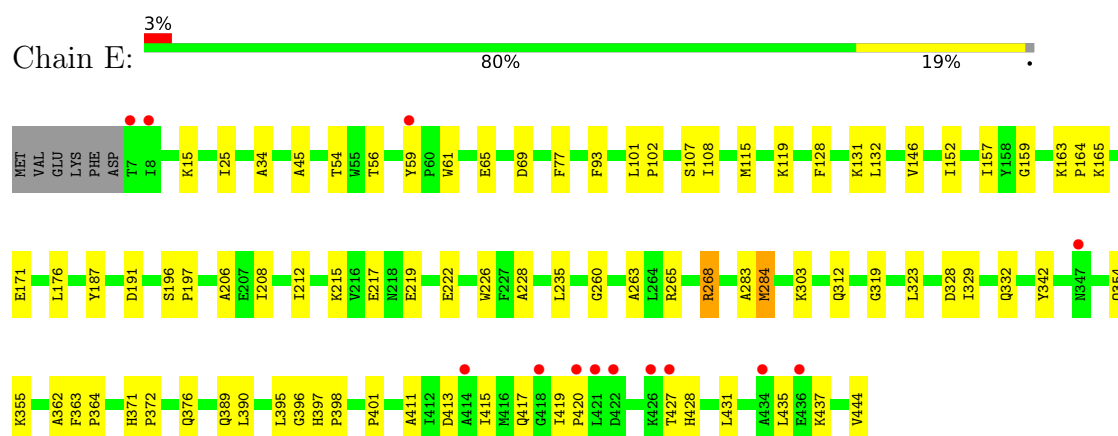 3%
Chain E:
80% 19% •
MET VAL GLU LYS PHE ASP T7 I8 K15 I25 A34 A45 T54 W55 T56 Y59 P60 W61 E65 D69 F77 F93 L101 P102 S107 I108 M115 K119 F128 K131 L132 V146 I152 I157 Y158 G159 K163 P164 K165
E171 L176 Y187 D191 S196 P197 A206 E207 I208 I212 K215 V216 E217 N218 E219 E222 W226 F227 A228 L235 G260 A263 L264 R265 R268 A283 M284 K303 Q312 G319 L323 D328 I329 Q332 Y342 N347
K355 A362 F363 P364 H371 P372 Q376 Q389 L390 L395 G396 H397 P398 P401 A411 I412 D413 A414 I415 M416 Q417 G418 I419 P420 L421 D422 K426 T427 H428 L431 A434 L435 E436 K437 V444